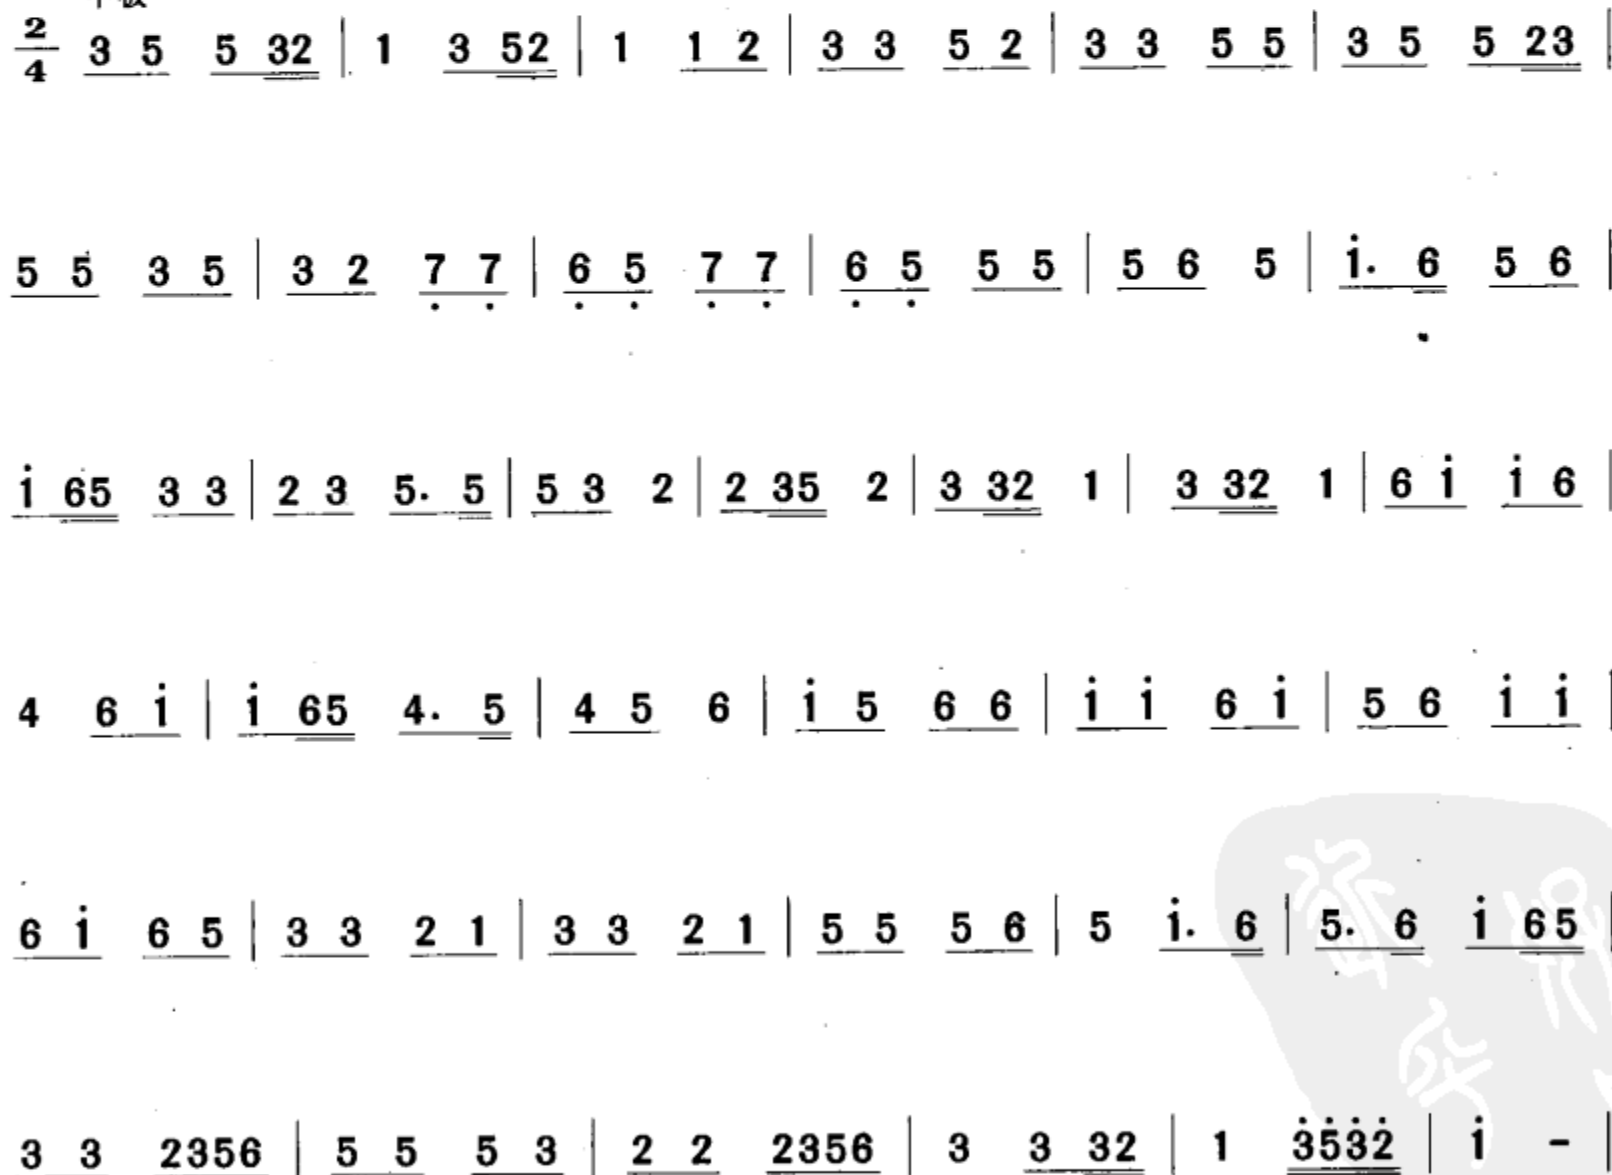 2/4 3 5 5 32 | 1 3 52 | 1 1 2 | 3 3 5 2 | 3 3 5 5 | 3 5 5 23 |
5 5 3 5 | 3 2 7̣ 7̣ | 6̣ 5̣ 7̣ 7̣ | 6̣ 5̣ 5 5 | 5 6 5 | i. 6 5 6 |
i 65 3 3 | 2 3 5. 5 | 5 3 2 | 2 35 2 | 3 32 1 | 3 32 1 | 6 i i 6 |
4 6 i | i 65 4. 5 | 4 5 6 | i 5 6 6 | i i 6 i | 5 6 i i |
6 i 6 5 | 3 3 2 1 | 3 3 2 1 | 5 5 5 6 | 5 i. 6 | 5. 6 i 65 |
3 3 2356 | 5 5 5 3 | 2 2 2356 | 3 3 32 | 1 3̇5̇3̇2̇ | i - |